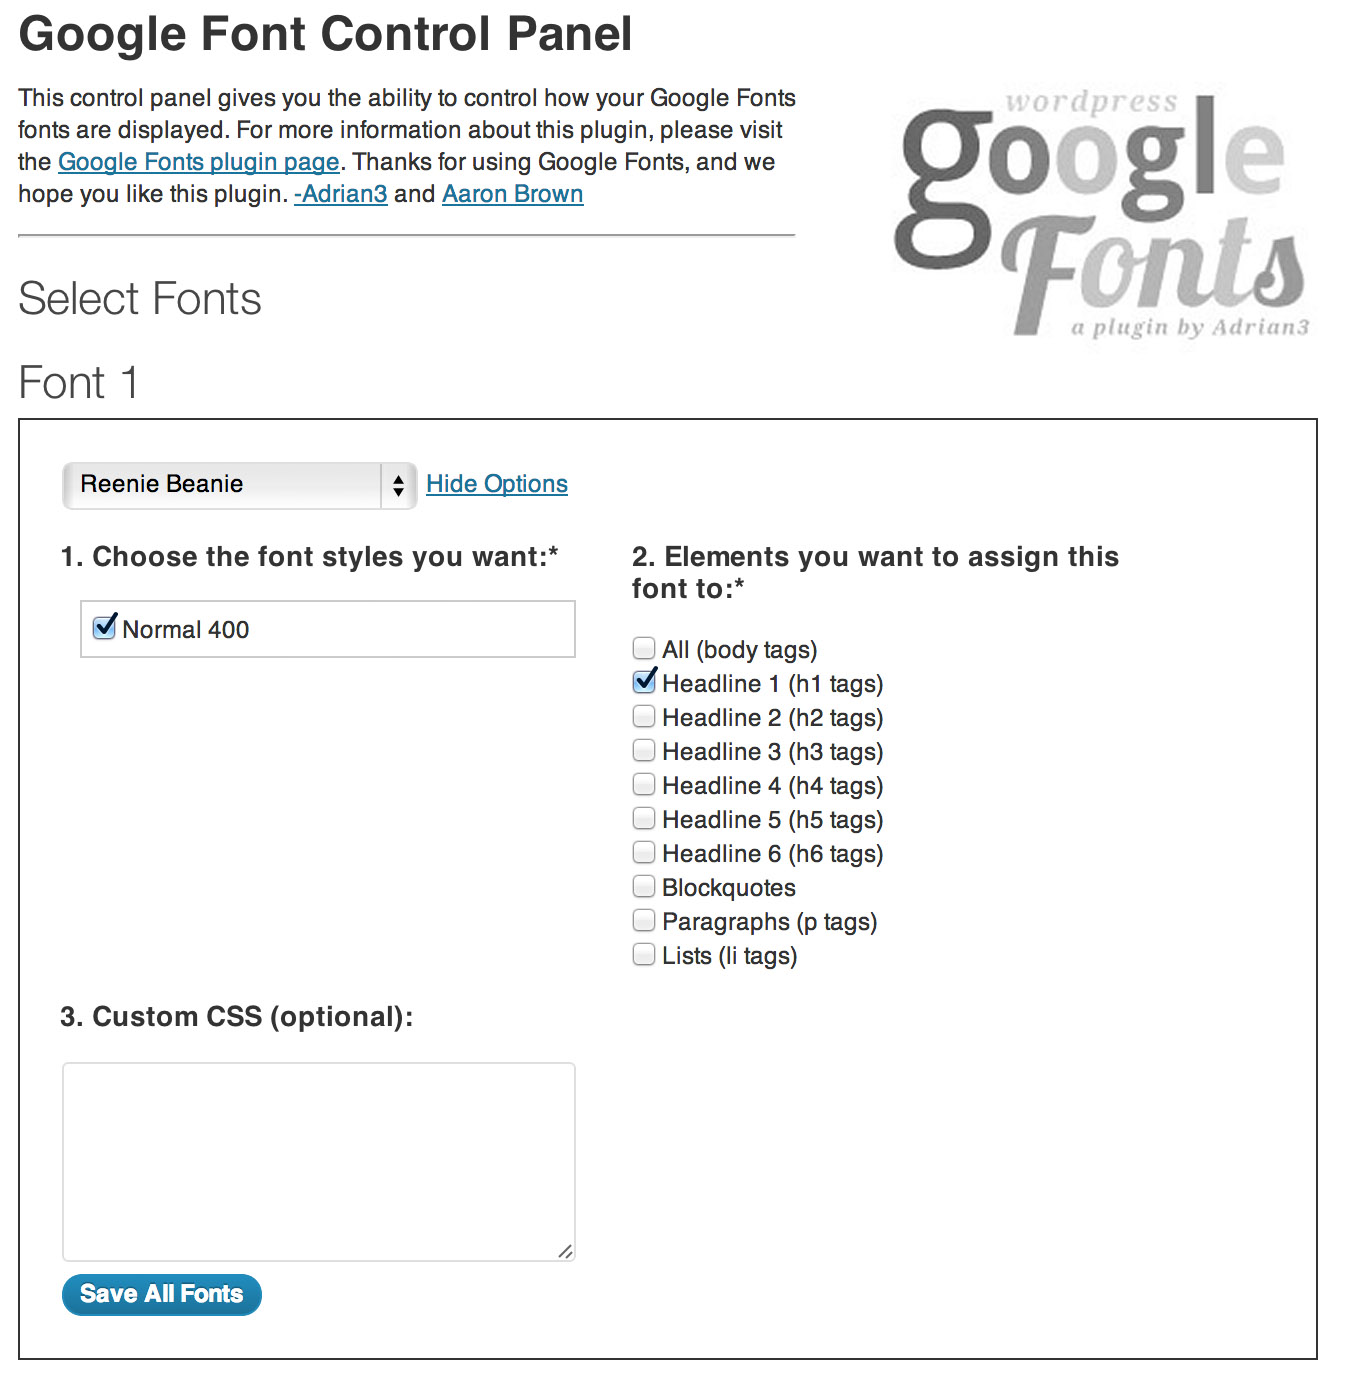 Google Font Control Panel
This control panel gives you the ability to control how your Google Fonts
fonts are displayed. For more information about this plugin, please visit
the Google Fonts plugin page. Thanks for using Google Fonts, and we
hope you like this plugin. -Adrian3 and Aaron Brown
wordpress
google
Fonts
a plugin by Adrian3
Select Fonts
Font 1
Reenie Beanie
Hide Options
1. Choose the font styles you want:*
Normal 400
2. Elements you want to assign this
font to:*
All (body tags)
Headline 1 (h1 tags)
Headline 2 (h2 tags)
Headline 3 (h3 tags)
Headline 4 (h4 tags)
Headline 5 (h5 tags)
Headline 6 (h6 tags)
Blockquotes
Paragraphs (p tags)
Lists (li tags)
3. Custom CSS (optional):
Save All Fonts